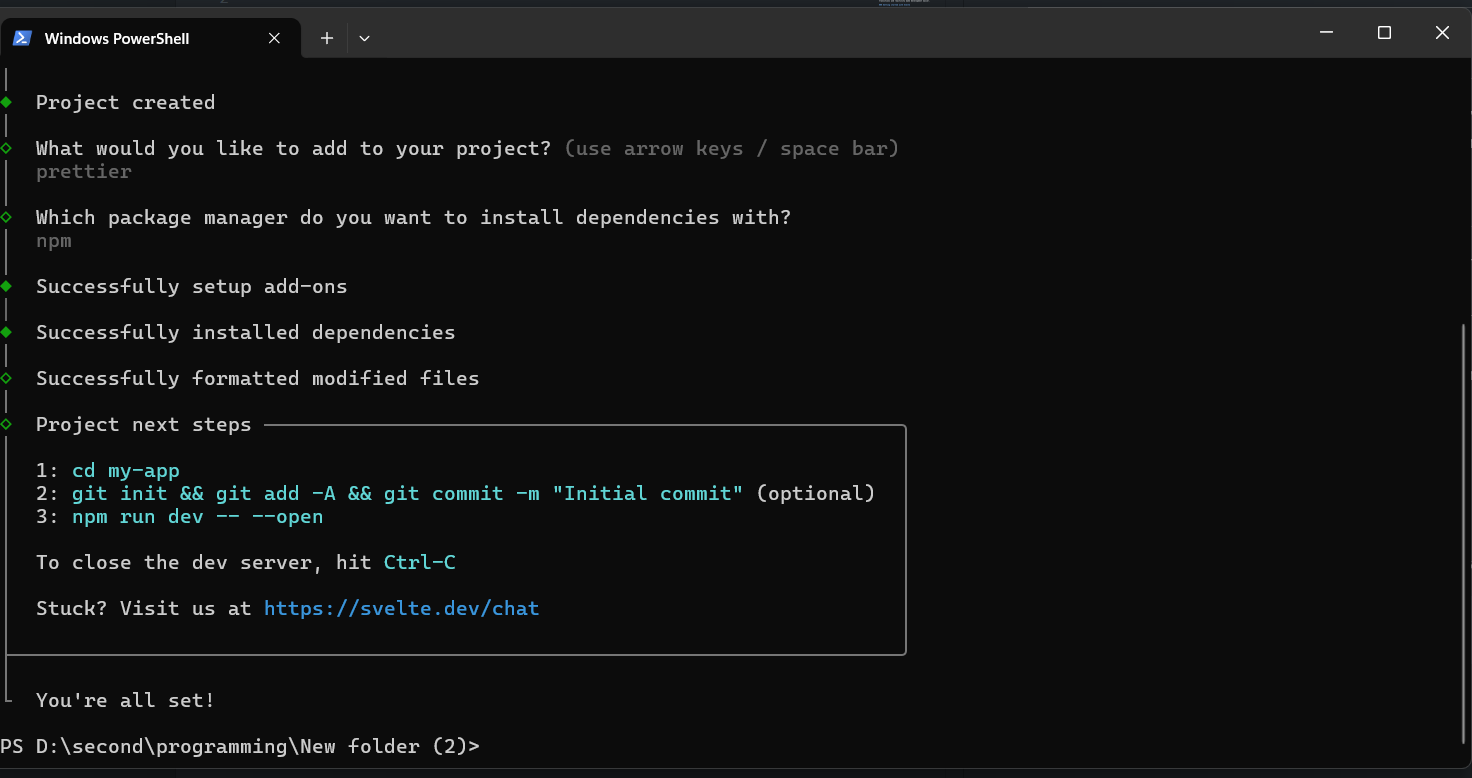 Windows PowerShell
Project created
What would you like to add to your project? (use arrow keys / space bar)
prettier
Which package manager do you want to install dependencies with?
npm
Successfully setup add-ons
Successfully installed dependencies
Successfully formatted modified files
Project next steps
1: cd my-app
2: git init && git add -A && git commit -m "Initial commit" (optional)
3: npm run dev -- --open
To close the dev server, hit Ctrl-C
Stuck? Visit us at https://svelte.dev/chat
You're all set!
PS D:\second\programming\New folder (2)>